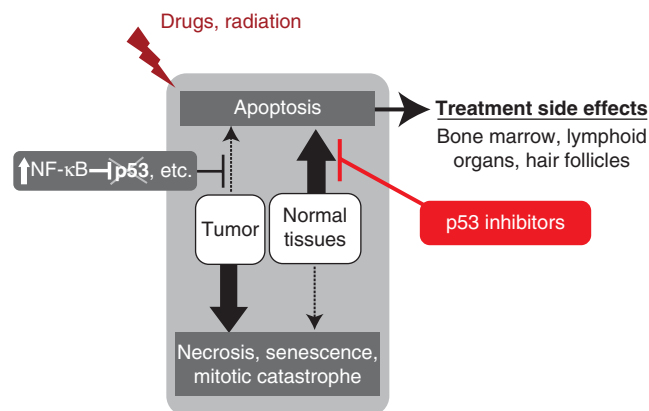 Drugs, radiation
Apoptosis
Treatment side effects
Bone marrow, lymphoid
organs, hair follicles
NF-κB p53, etc.
Tumor
Normal
tissues
p53 inhibitors
Necrosis, senescence,
mitotic catastrophe